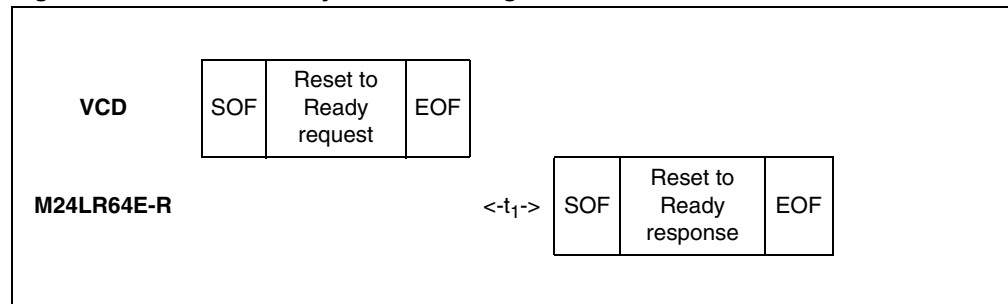 Reset to
VCD SOF Ready EOF
request
Reset to
M24LR64E-R <-t1-> SOF Ready EOF
response